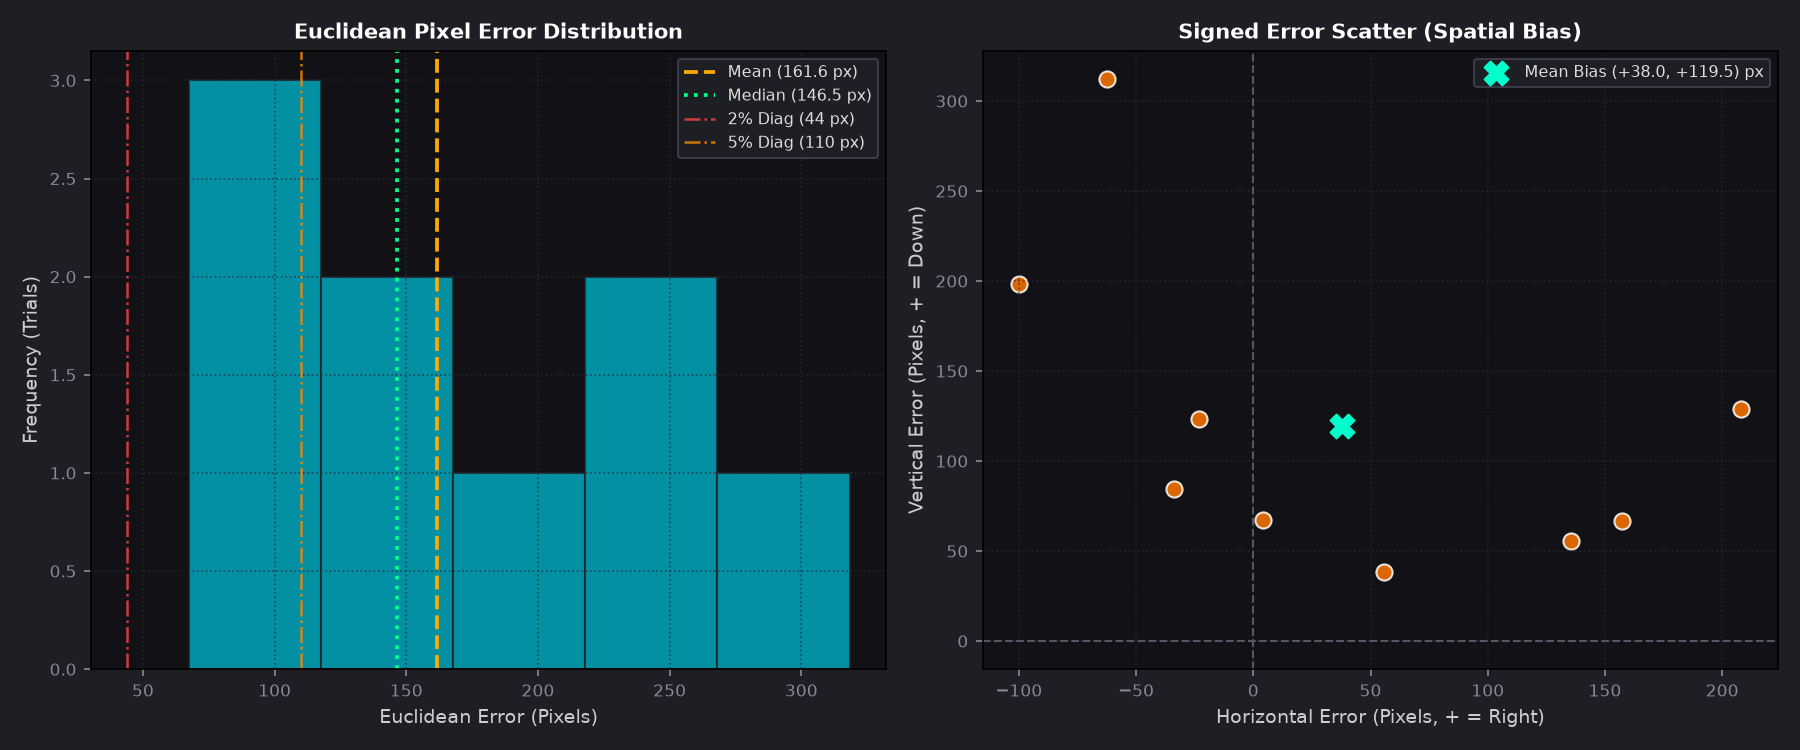 Euclidean Pixel Error Distribution
Mean (161.6 px)
Median (146.5 px)
2% Diag (44 px)
5% Diag (110 px)
3.0
2.5
2.0
1.5
1.0
0.5
0.0
Frequency (Trials)
50 100 150 200 250 300
Euclidean Error (Pixels)
Signed Error Scatter (Spatial Bias)
Mean Bias (+38.0, +119.5) px
300
250
200
150
100
50
0
Vertical Error (Pixels, + = Down)
−100 −50 0 50 100 150 200
Horizontal Error (Pixels, + = Right)